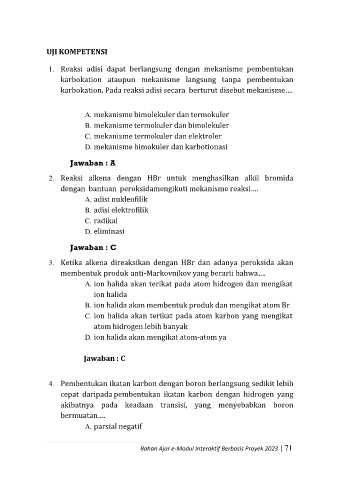 UJI KOMPETENSI
1. Reaksi adisi dapat berlangsung dengan mekanisme pembentukan
karbokation ataupun mekanisme langsung tanpa pembentukan
karbokation. Pada reaksi adisi secara berturut disebut mekanisme....
A. mekanisme bimolekuler dan termokuler
B. mekanisme termokuler dan bimolekuler
C. mekanisme termokuler dan elektroler
D. mekanisme bimokuler dan karbotionasi
Jawaban : A
2. Reaksi alkena dengan HBr untuk menghasilkan alkil bromida
dengan bantuan peroksidamengikuti mekanisme reaksi.....
A. adisi nukleofilik
B. adisi elektrofilik
C. radikal
D. eliminasi
Jawaban : C
3. Ketika alkena direaksikan dengan HBr dan adanya peroksida akan
membentuk produk anti-Markovnikov yang berarti bahwa....
A. ion halida akan terikat pada atom hidrogen dan mengikat
ion halida
B. ion halida akan membentuk produk dan mengikat atom Br
C. ion halida akan terikat pada atom karbon yang mengikat
atom hidrogen lebih banyak
D. ion halida akan mengikat atom-atom ya
Jawaban : C
4. Pembentukan ikatan karbon dengan boron berlangsung sedikit lebih
cepat daripada pembentukan ikatan karbon dengan hidrogen yang
akibatnya pada keadaan transisi, yang menyebabkan boron
bermuatan....
A. parsial negatif
Bahan Ajar e-Modul Interaktif Berbasis Proyek 2023 | 71